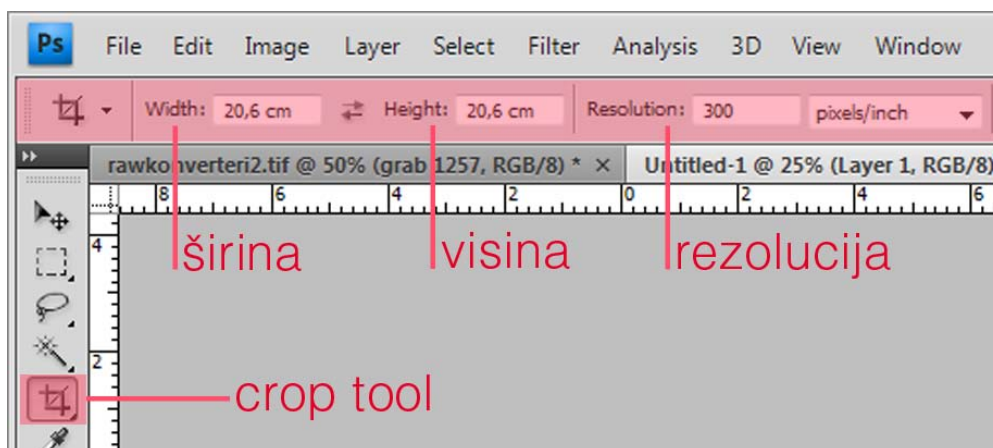 Ps File Edit Image Layer Select Filter Analysis 3D View Window
Width: 20,6 cm Height: 20,6 cm Resolution: 300 pixels/inch
rawkonverteri2.tif @ 50% (grab 1257, RGB/8) * × Untitled-1 @ 25% (Layer 1, RGB/8)
8 6 4 2 0 2 4 6
4
širina visina rezolucija
2
crop tool